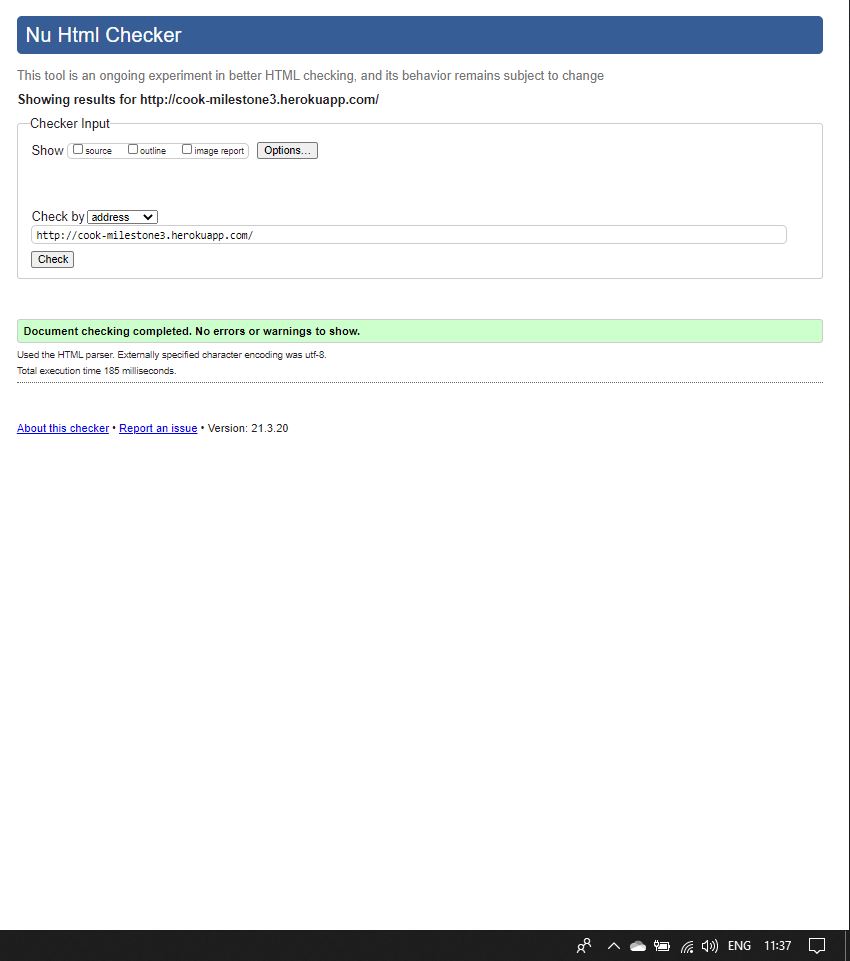 Nu Html Checker
This tool is an ongoing experiment in better HTML checking, and its behavior remains subject to change
Showing results for http://cook-milestone3.herokuapp.com/
Checker Input
Show source outline image report Options...
Check by address
http://cook-milestone3.herokuapp.com/
Check
Document checking completed. No errors or warnings to show.
Used the HTML parser. Externally specified character encoding was utf-8.
Total execution time 185 milliseconds.
About this checker • Report an issue • Version: 21.3.20
ENG 11:37